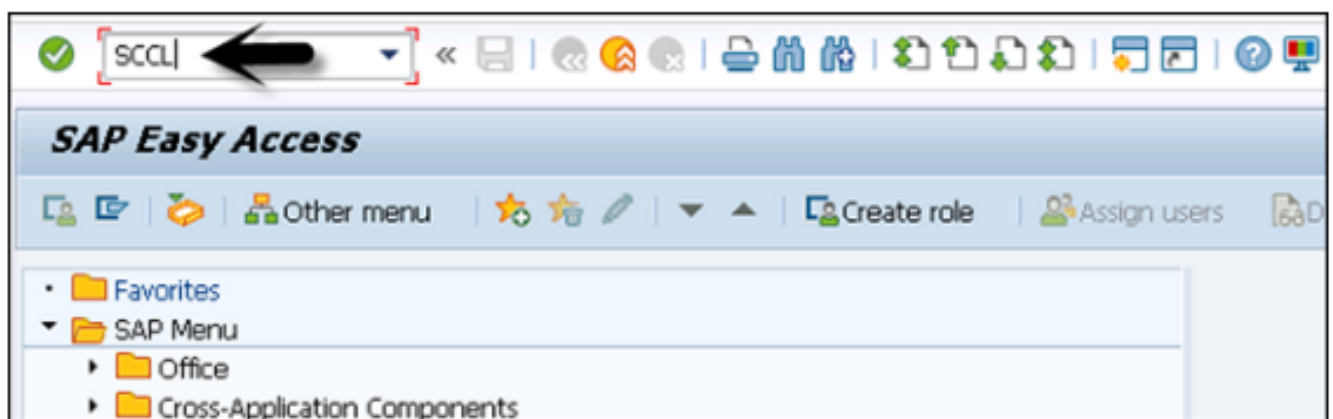 SCCL
SAP Easy Access
Other menu Create role Assign users D
Favorites
SAP Menu
Office
Cross-Application Components